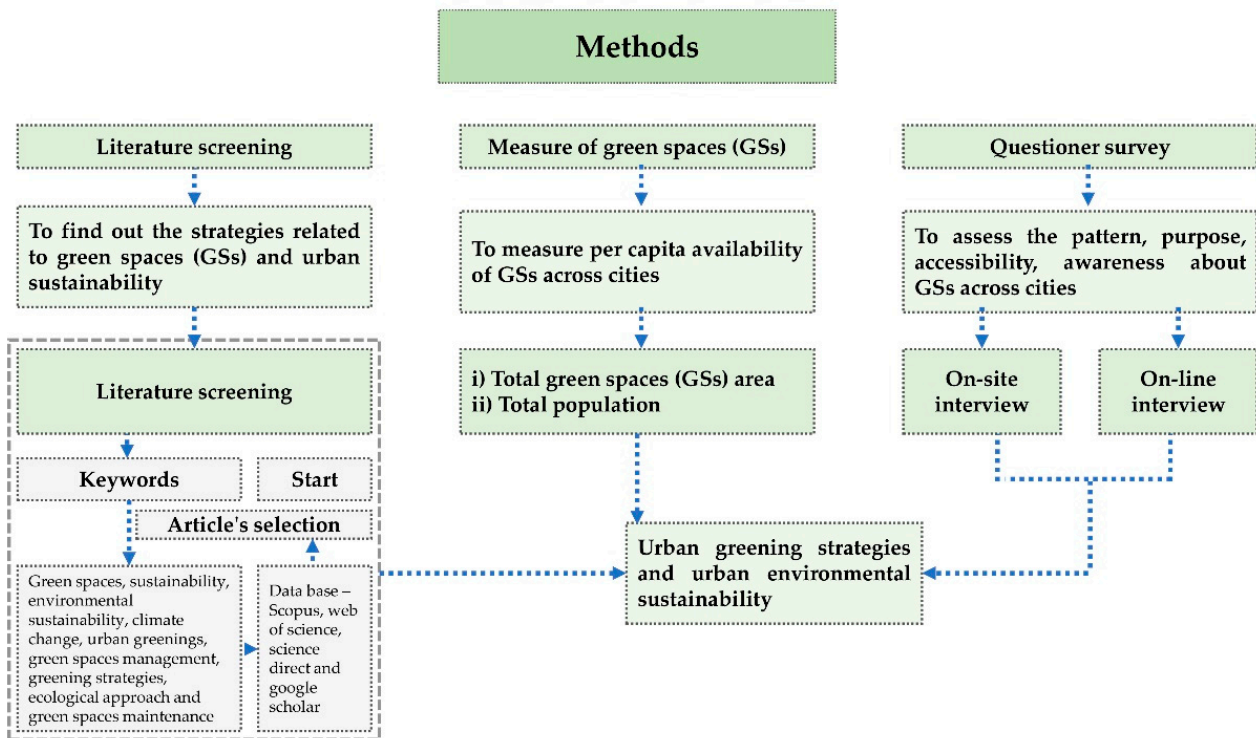 Methods
Literature screening
To find out the strategies related
to green spaces (GSs) and urban
sustainability
Literature screening
Keywords
Start
Article's selection
Green spaces, sustainability,
environmental
sustainability, climate
change, urban greenings,
green spaces management,
greening strategies,
ecological approach and
green spaces maintenance
Data base –
Scopus, web
of science,
science
direct and
google
scholar
Measure of green spaces (GSs)
To measure per capita availability
of GSs across cities
i) Total green spaces (GSs) area
ii) Total population
Questioner survey
To assess the pattern, purpose,
accessibility, awareness about
GSs across cities
On-site
interview
On-line
interview
Urban greening strategies
and urban environmental
sustainability